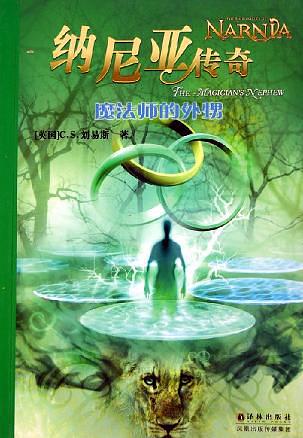 THE CHRONICLES OF
NARNIA
纳尼亚传奇
THE MAGICIAN'S NEPHEW
魔法师的外甥
[英国]C.S.刘易斯 著
译林出版社
凤凰出版传媒集团